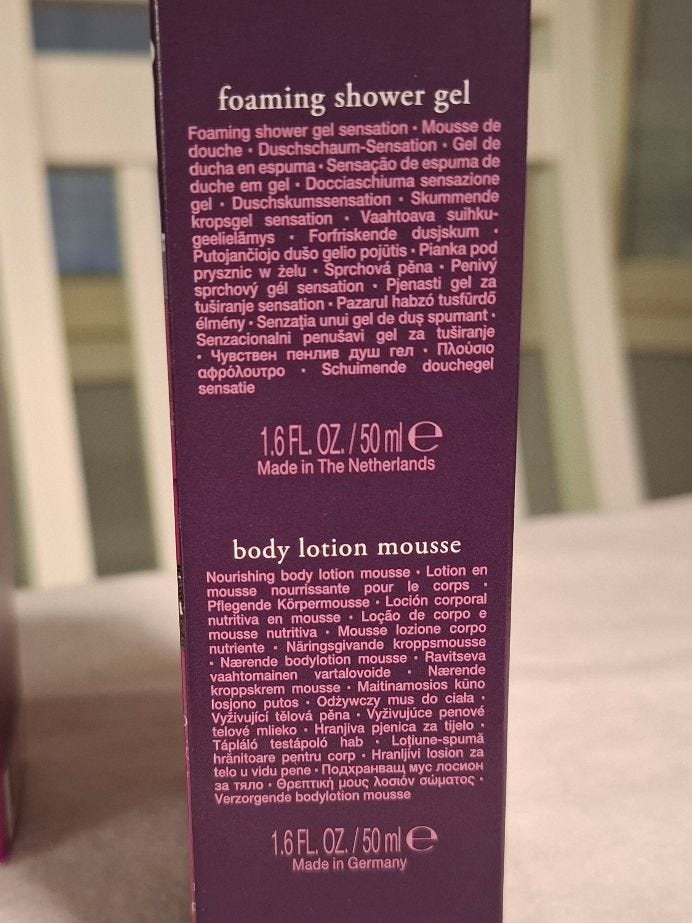 foaming shower gel
Foaming shower gel sensation · Mousse de
douche · Duschschaum-Sensation · Gel de
ducha en espuma · Sensação de espuma de
duche em gel · Docciaschiuma sensazione
gel · Duschskumssensation · Skummende
kropsgel sensation · Vaahtoava suihku-
geelielämys · Forfriskende dusjskum ·
Putojančiojo dušo gelio pojūtis · Pianka pod
prysznic w żelu · Sprchová pěna · Penivý
sprchový gél sensation · Pjenasti gel za
tuširanje sensation · Pazarul habzó tusfürdő
élmény · Senzația unui gel de duș spumant ·
Senzacionalni penušavi gel za tuširanje
· Чувствен пенлив душ гел · Πλούσιο
αφρόλουτρο · Schuimende douchegel
sensatie
1.6 FL. OZ. / 50 ml ℮
Made in The Netherlands
body lotion mousse
Nourishing body lotion mousse · Lotion en
mousse nourrissante pour le corps ·
Pflegende Körpermousse · Loción corporal
nutritiva en mousse · Loção de corpo e
mousse nutritiva · Mousse lozione corpo
nutriente · Näringsgivande kroppsmousse
· Nærende bodylotion mousse · Ravitseva
vaahtomainen vartalovoide · Nærende
kroppskrem mousse · Maitinamosios kūno
losjono putos · Odżywczy mus do ciała ·
Vyživující tělová pěna · Vyživujúce penové
telové mlieko · Hranjiva pjenica za tijelo ·
Tápláló testápoló hab · Loțiune-spumă
hrănitoare pentru corp · Hranljivi losion za
telo u vidu pene · Подхранващ мус лосион
за тяло · Θρεπτική μους λοσιόν σώματος ·
Verzorgende bodylotion mousse
1.6 FL. OZ. / 50 ml ℮
Made in Germany